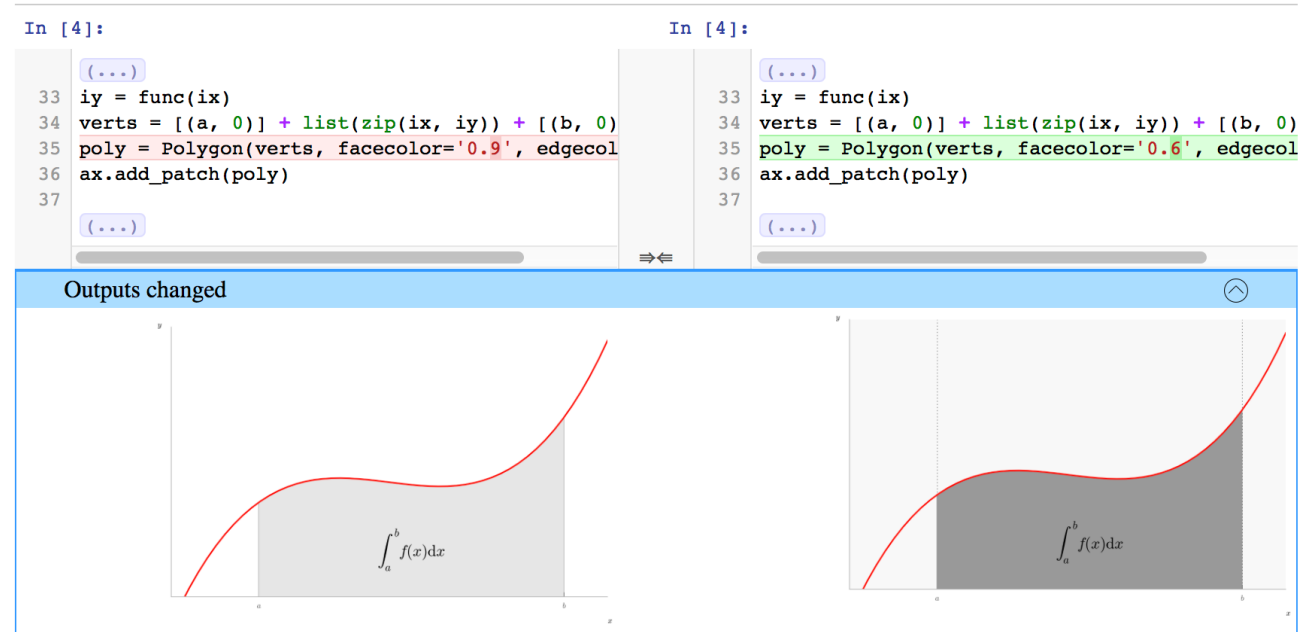 In [4]:
(...)
33 iy = func(ix)
34 verts = [(a, 0)] + list(zip(ix, iy)) + [(b, 0)
35 poly = Polygon(verts, facecolor='0.9', edgecol
36 ax.add_patch(poly)
37
(...)
In [4]:
(...)
33 iy = func(ix)
34 verts = [(a, 0)] + list(zip(ix, iy)) + [(b, 0)
35 poly = Polygon(verts, facecolor='0.6', edgecol
36 ax.add_patch(poly)
37
(...)
⇛⇚
Outputs changed
y
∫_a^b f(x)dx
a b
x
y
∫_a^b f(x)dx
a b
x